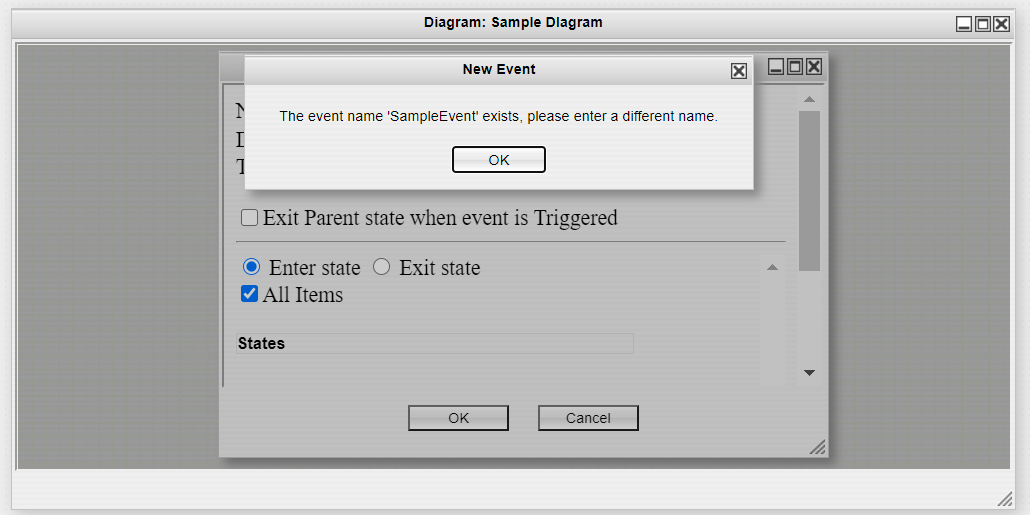 Diagram: Sample Diagram
New Event
The event name 'SampleEvent' exists, please enter a different name.
OK
Exit Parent state when event is Triggered
Enter state Exit state
All Items
States
OK Cancel